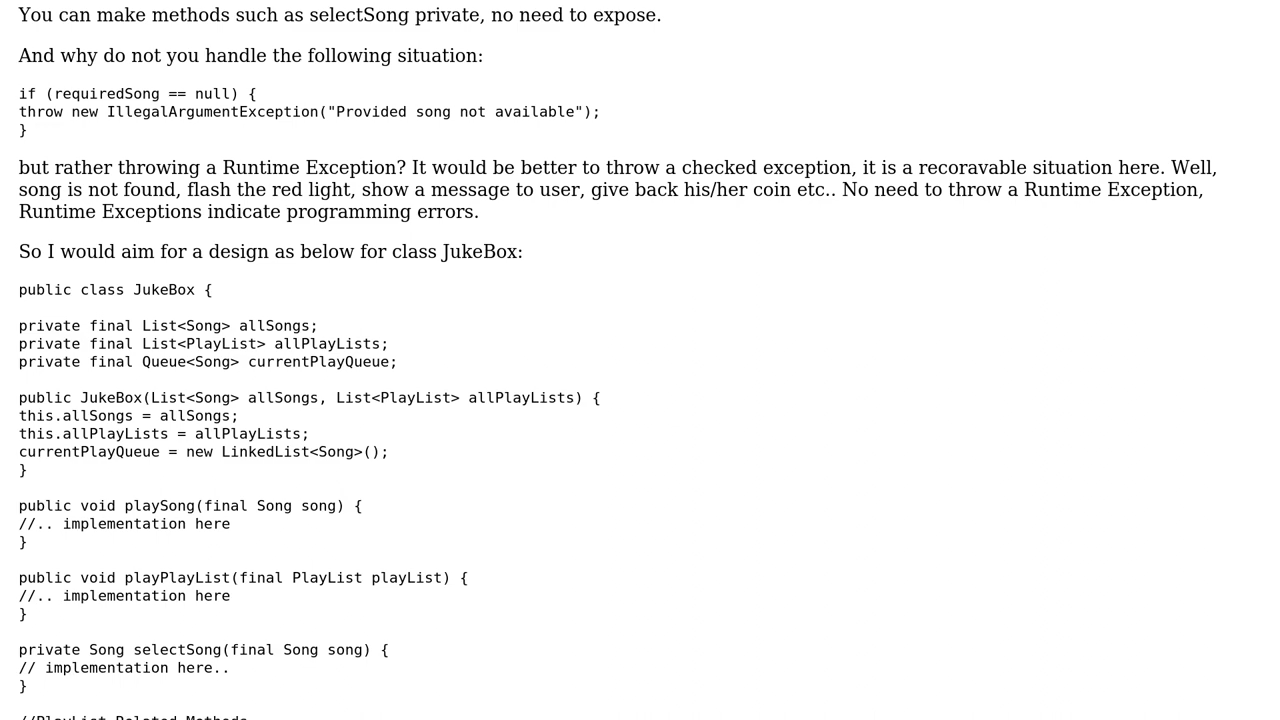 You can make methods such as selectSong private, no need to expose.
And why do not you handle the following situation:
if (requiredSong == null) {
throw new IllegalArgumentException("Provided song not available");
}
but rather throwing a Runtime Exception? It would be better to throw a checked exception, it is a recoravable situation here. Well,
song is not found, flash the red light, show a message to user, give back his/her coin etc.. No need to throw a Runtime Exception,
Runtime Exceptions indicate programming errors.
So I would aim for a design as below for class JukeBox:
public class JukeBox {
private final List<Song> allSongs;
private final List<PlayList> allPlayLists;
private final Queue<Song> currentPlayQueue;
public JukeBox(List<Song> allSongs, List<PlayList> allPlayLists) {
this.allSongs = allSongs;
this.allPlayLists = allPlayLists;
currentPlayQueue = new LinkedList<Song>();
}
public void playSong(final Song song) {
//.. implementation here
}
public void playPlayList(final PlayList playList) {
//.. implementation here
}
private Song selectSong(final Song song) {
// implementation here..
}
//PlayList Related Methods